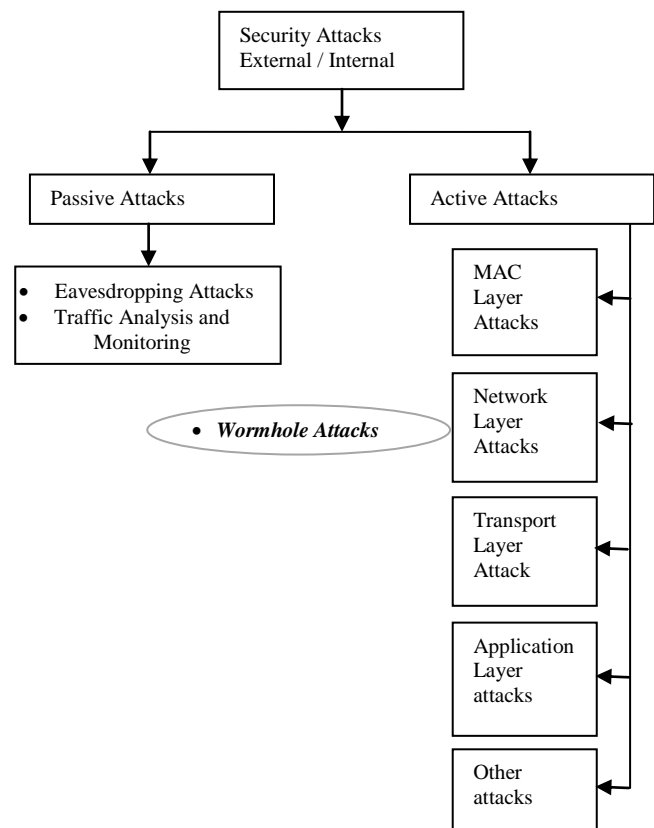 Security Attacks
External / Internal
Passive Attacks
Active Attacks
• Eavesdropping Attacks
• Traffic Analysis and
Monitoring
MAC
Layer
Attacks
• Wormhole Attacks
Network
Layer
Attacks
Transport
Layer
Attack
Application
Layer
attacks
Other
attacks